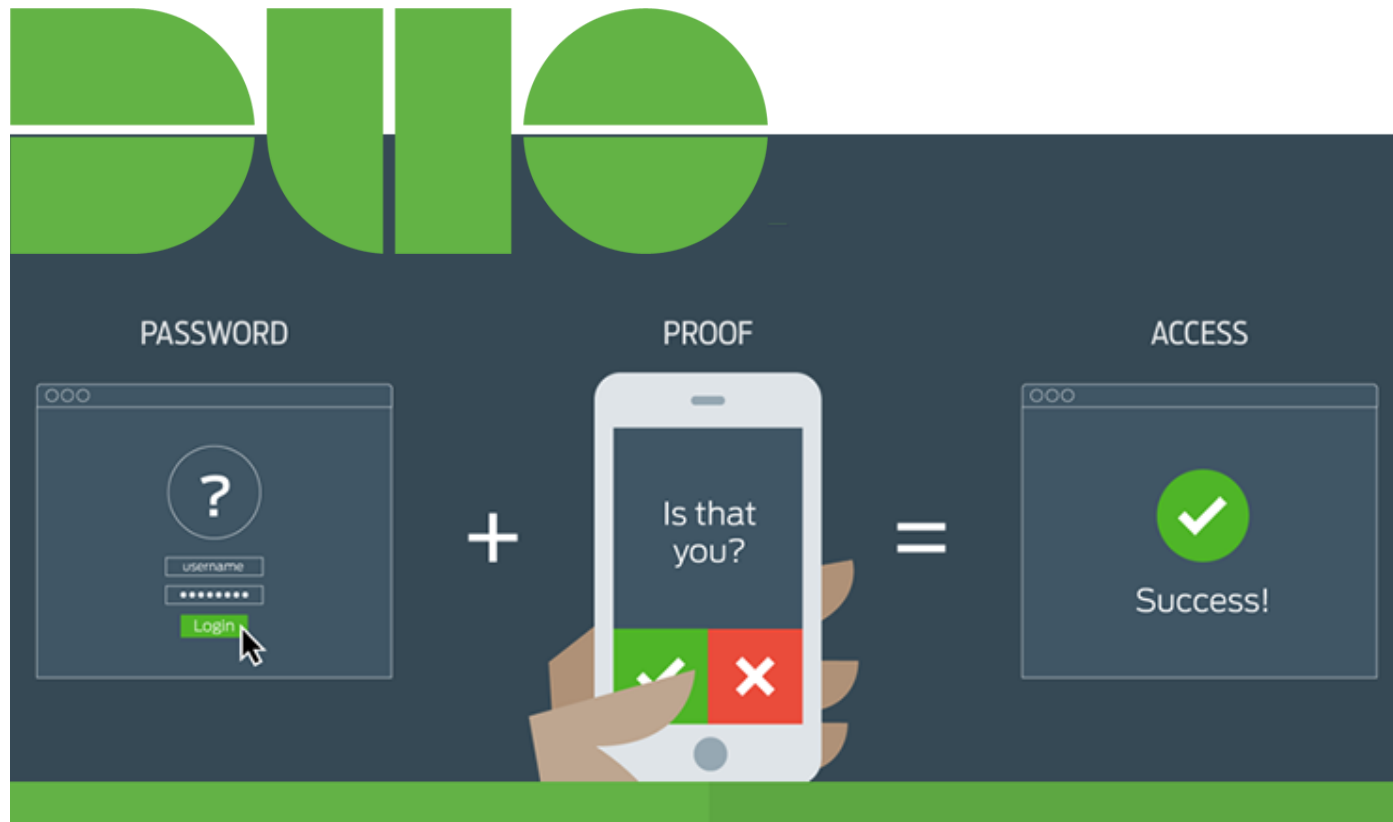 DUO
PASSWORD
PROOF
ACCESS
?
username
Login
Is that
you?
Success!
+
=